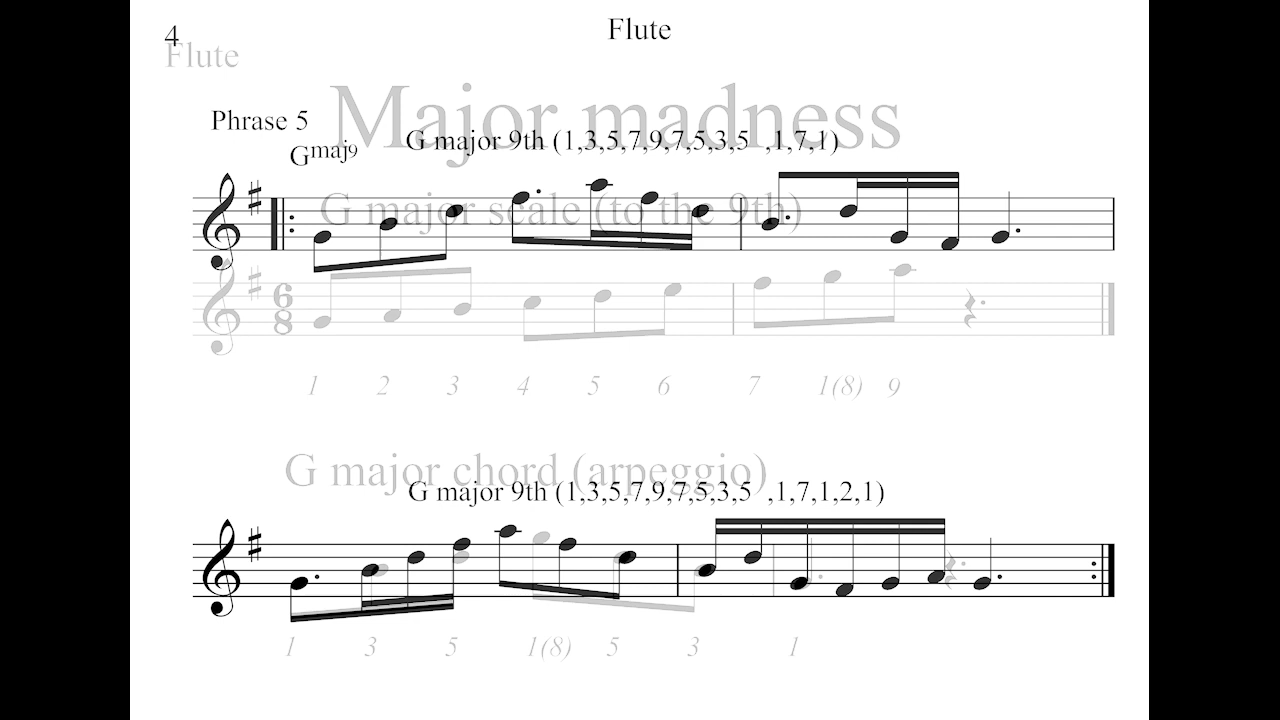 4
Flute
Flute
Major madness
Phrase 5
Gmaj9
G major 9th (1,3,5,7,9,7,5,3,5 ,1,7,1)
G major scale (to the 9th)
6
8
1 2 3 4 5 6 7 1(8) 9
G major chord (arpeggio)
G major 9th (1,3,5,7,9,7,5,3,5 ,1,7,1,2,1)
1 3 5 1(8) 5 3 1